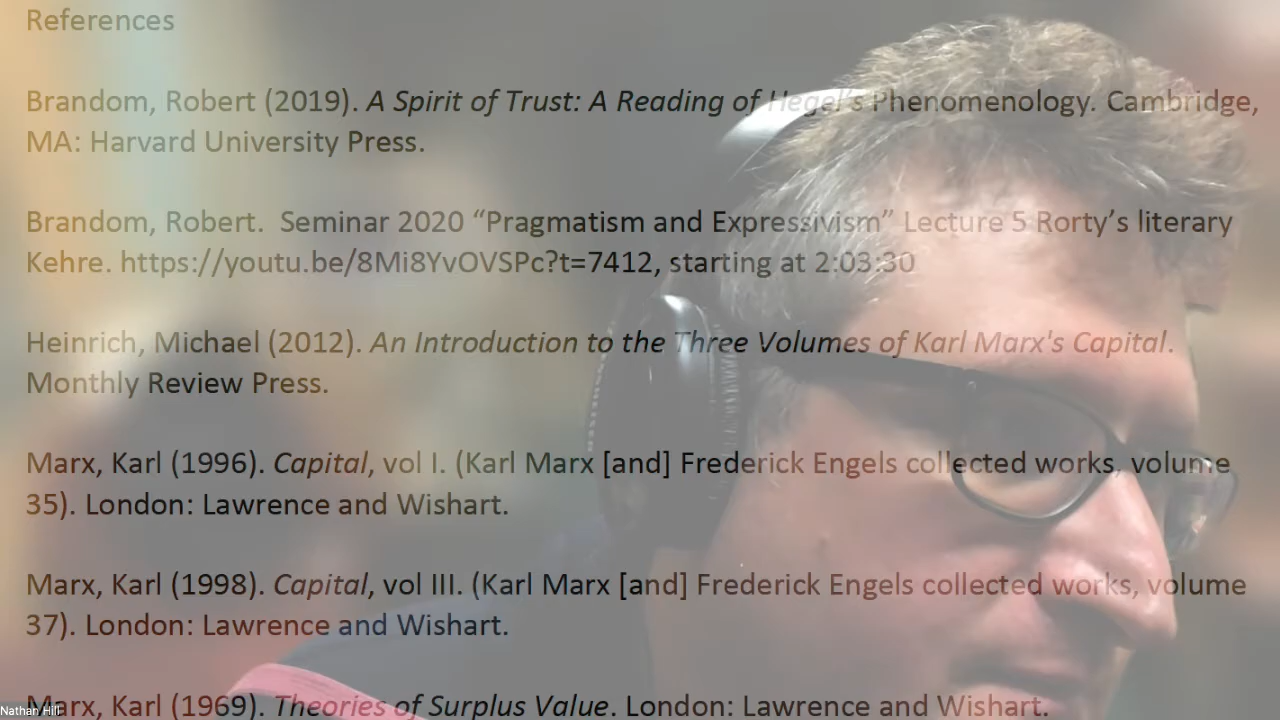 References
Brandom, Robert (2019). A Spirit of Trust: A Reading of Hegel's Phenomenology. Cambridge,
MA: Harvard University Press.
Brandom, Robert.  Seminar 2020 “Pragmatism and Expressivism” Lecture 5 Rorty’s literary
Kehre. https://youtu.be/8Mi8YvOVSPc?t=7412, starting at 2:03:30
Heinrich, Michael (2012). An Introduction to the Three Volumes of Karl Marx's Capital.
Monthly Review Press.
Marx, Karl (1996). Capital, vol I. (Karl Marx [and] Frederick Engels collected works, volume
35). London: Lawrence and Wishart.
Marx, Karl (1998). Capital, vol III. (Karl Marx [and] Frederick Engels collected works, volume
37). London: Lawrence and Wishart.
Marx, Karl (1969). Theories of Surplus Value. London: Lawrence and Wishart.
Nathan Hill